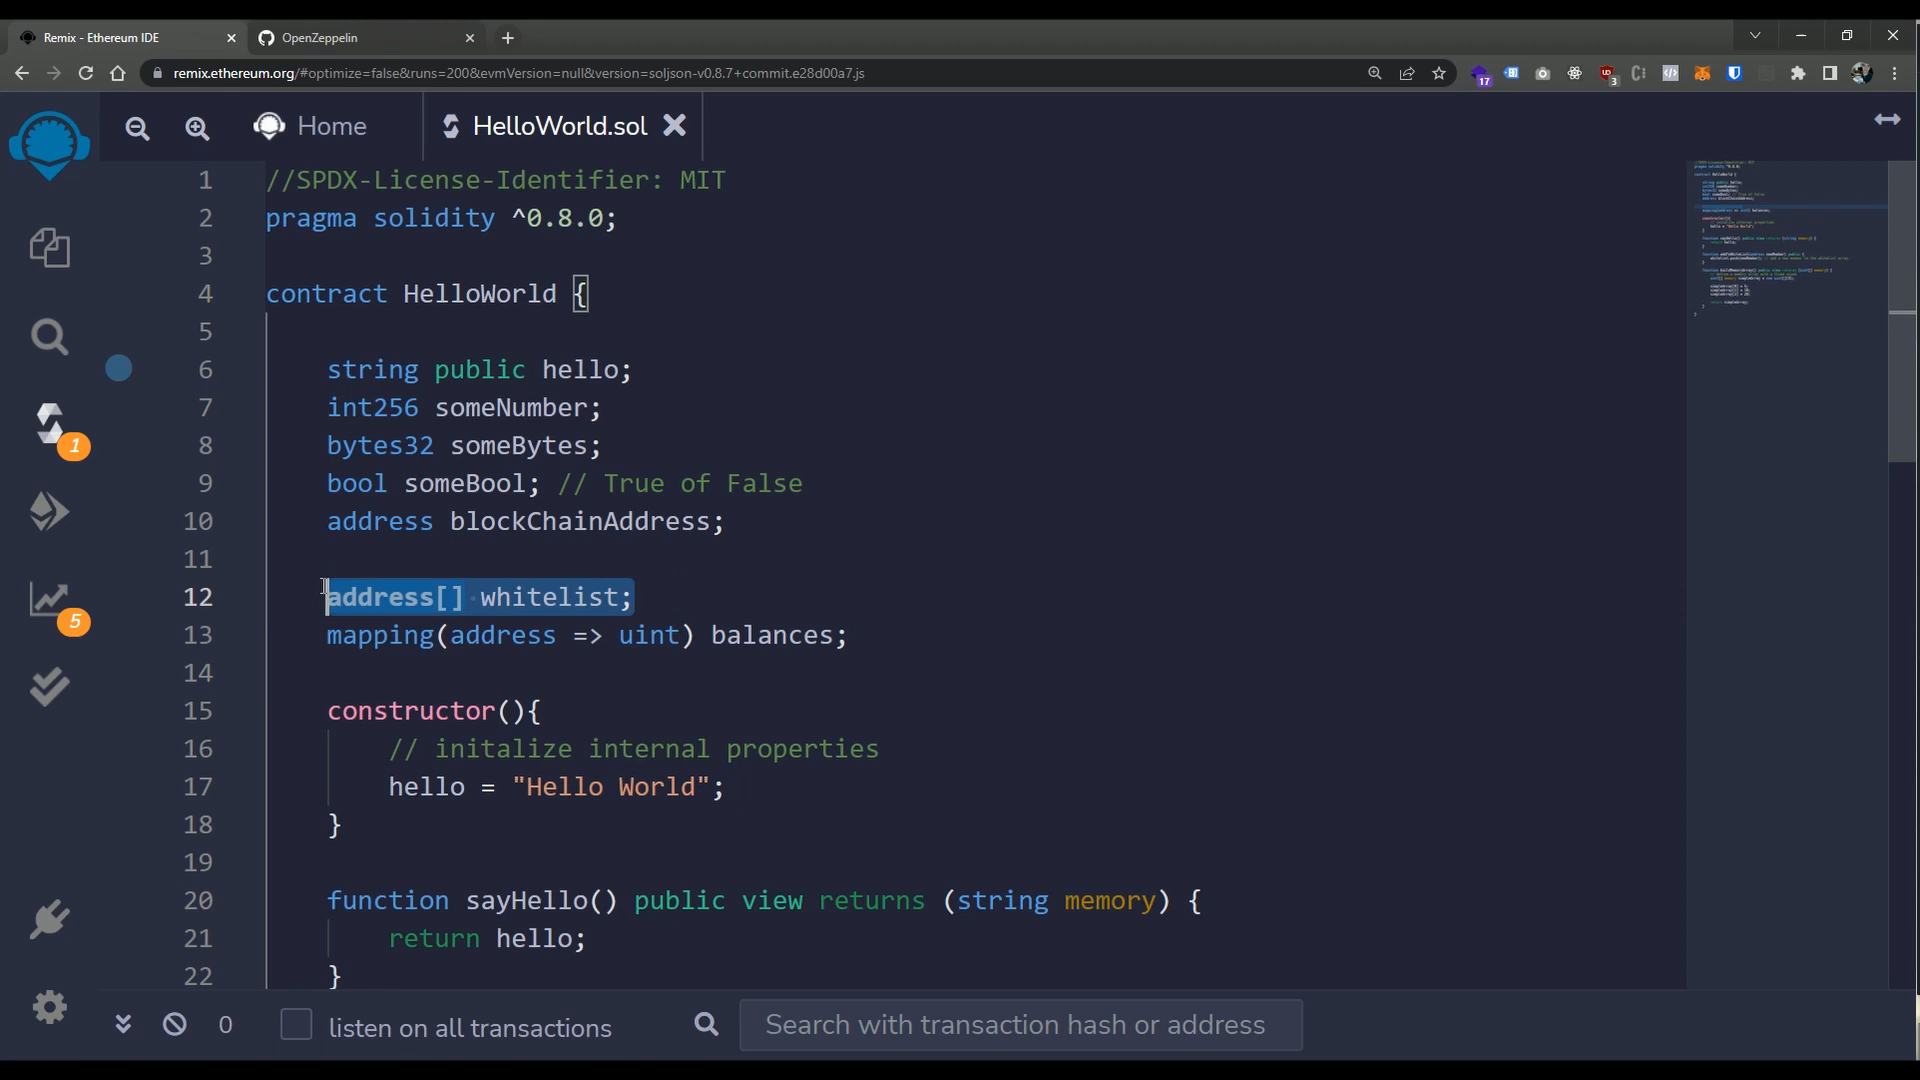 Remix - Ethereum IDE
OpenZeppelin
remix.ethereum.org/#optimize=false&runs=200&evmVersion=null&version=soljson-v0.8.7+commit.e28d00a7.js
17
3
Home
HelloWorld.sol
1 //SPDX-License-Identifier: MIT
2 pragma solidity ^0.8.0;
3
4 contract HelloWorld {
5
6 string public hello;
7 int256 someNumber;
8 bytes32 someBytes;
9 bool someBool; // True of False
10 address blockChainAddress;
11
12 address[] whitelist;
13 mapping(address => uint) balances;
14
15 constructor(){
16 // initalize internal properties
17 hello = "Hello World";
18 }
19
20 function sayHello() public view returns (string memory) {
21 return hello;
22 }
1
5
0
listen on all transactions
Search with transaction hash or address